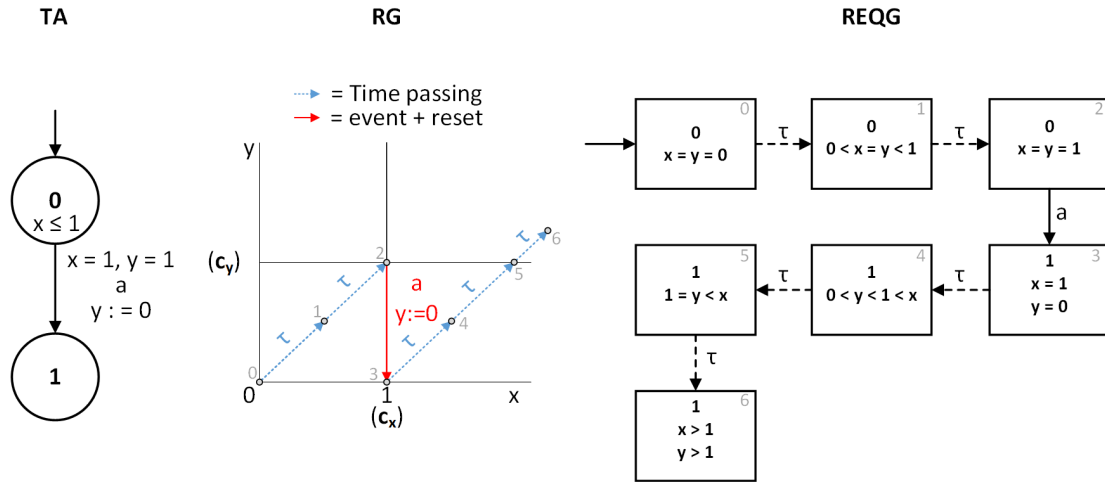 TA
RG
REQG
0
x ≤ 1
x = 1, y = 1
a
y : = 0
1
= Time passing
= event + reset
y
(cy)
2
τ
6
τ
5
a
y:=0
1
τ
4
τ
0
3
0
1
x
(cx)
0
0
x = y = 0
τ
1
0
0 < x = y < 1
τ
2
0
x = y = 1
a
3
1
x = 1
y = 0
τ
4
1
0 < y < 1 < x
τ
5
1
1 = y < x
τ
6
1
x > 1
y > 1